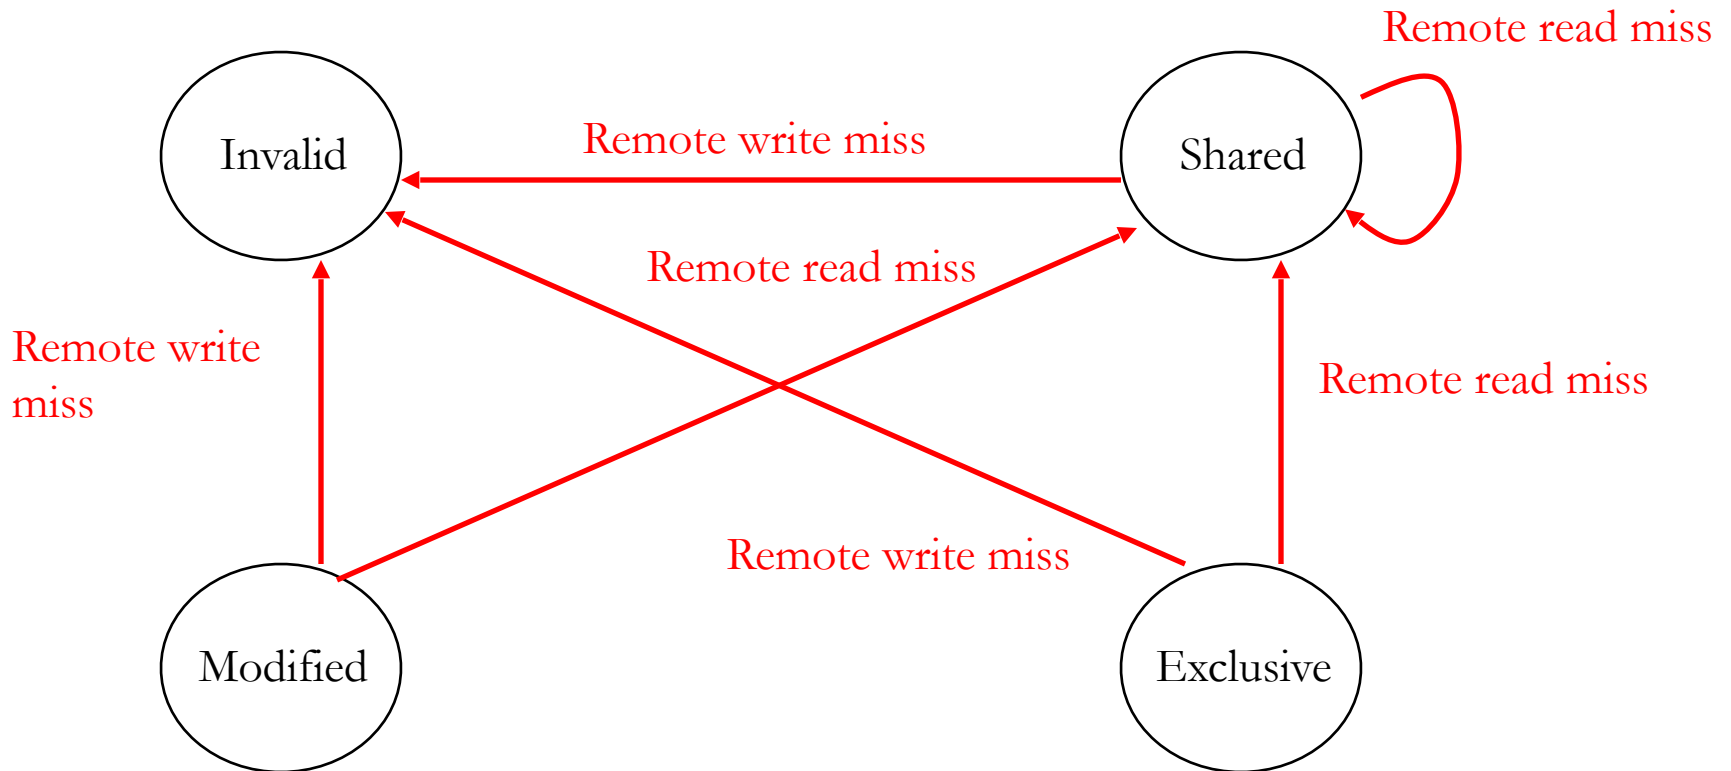 Remote read miss
Remote write miss
Invalid
Shared
Remote read miss
Remote write
miss
Remote read miss
Remote write miss
Modified
Exclusive